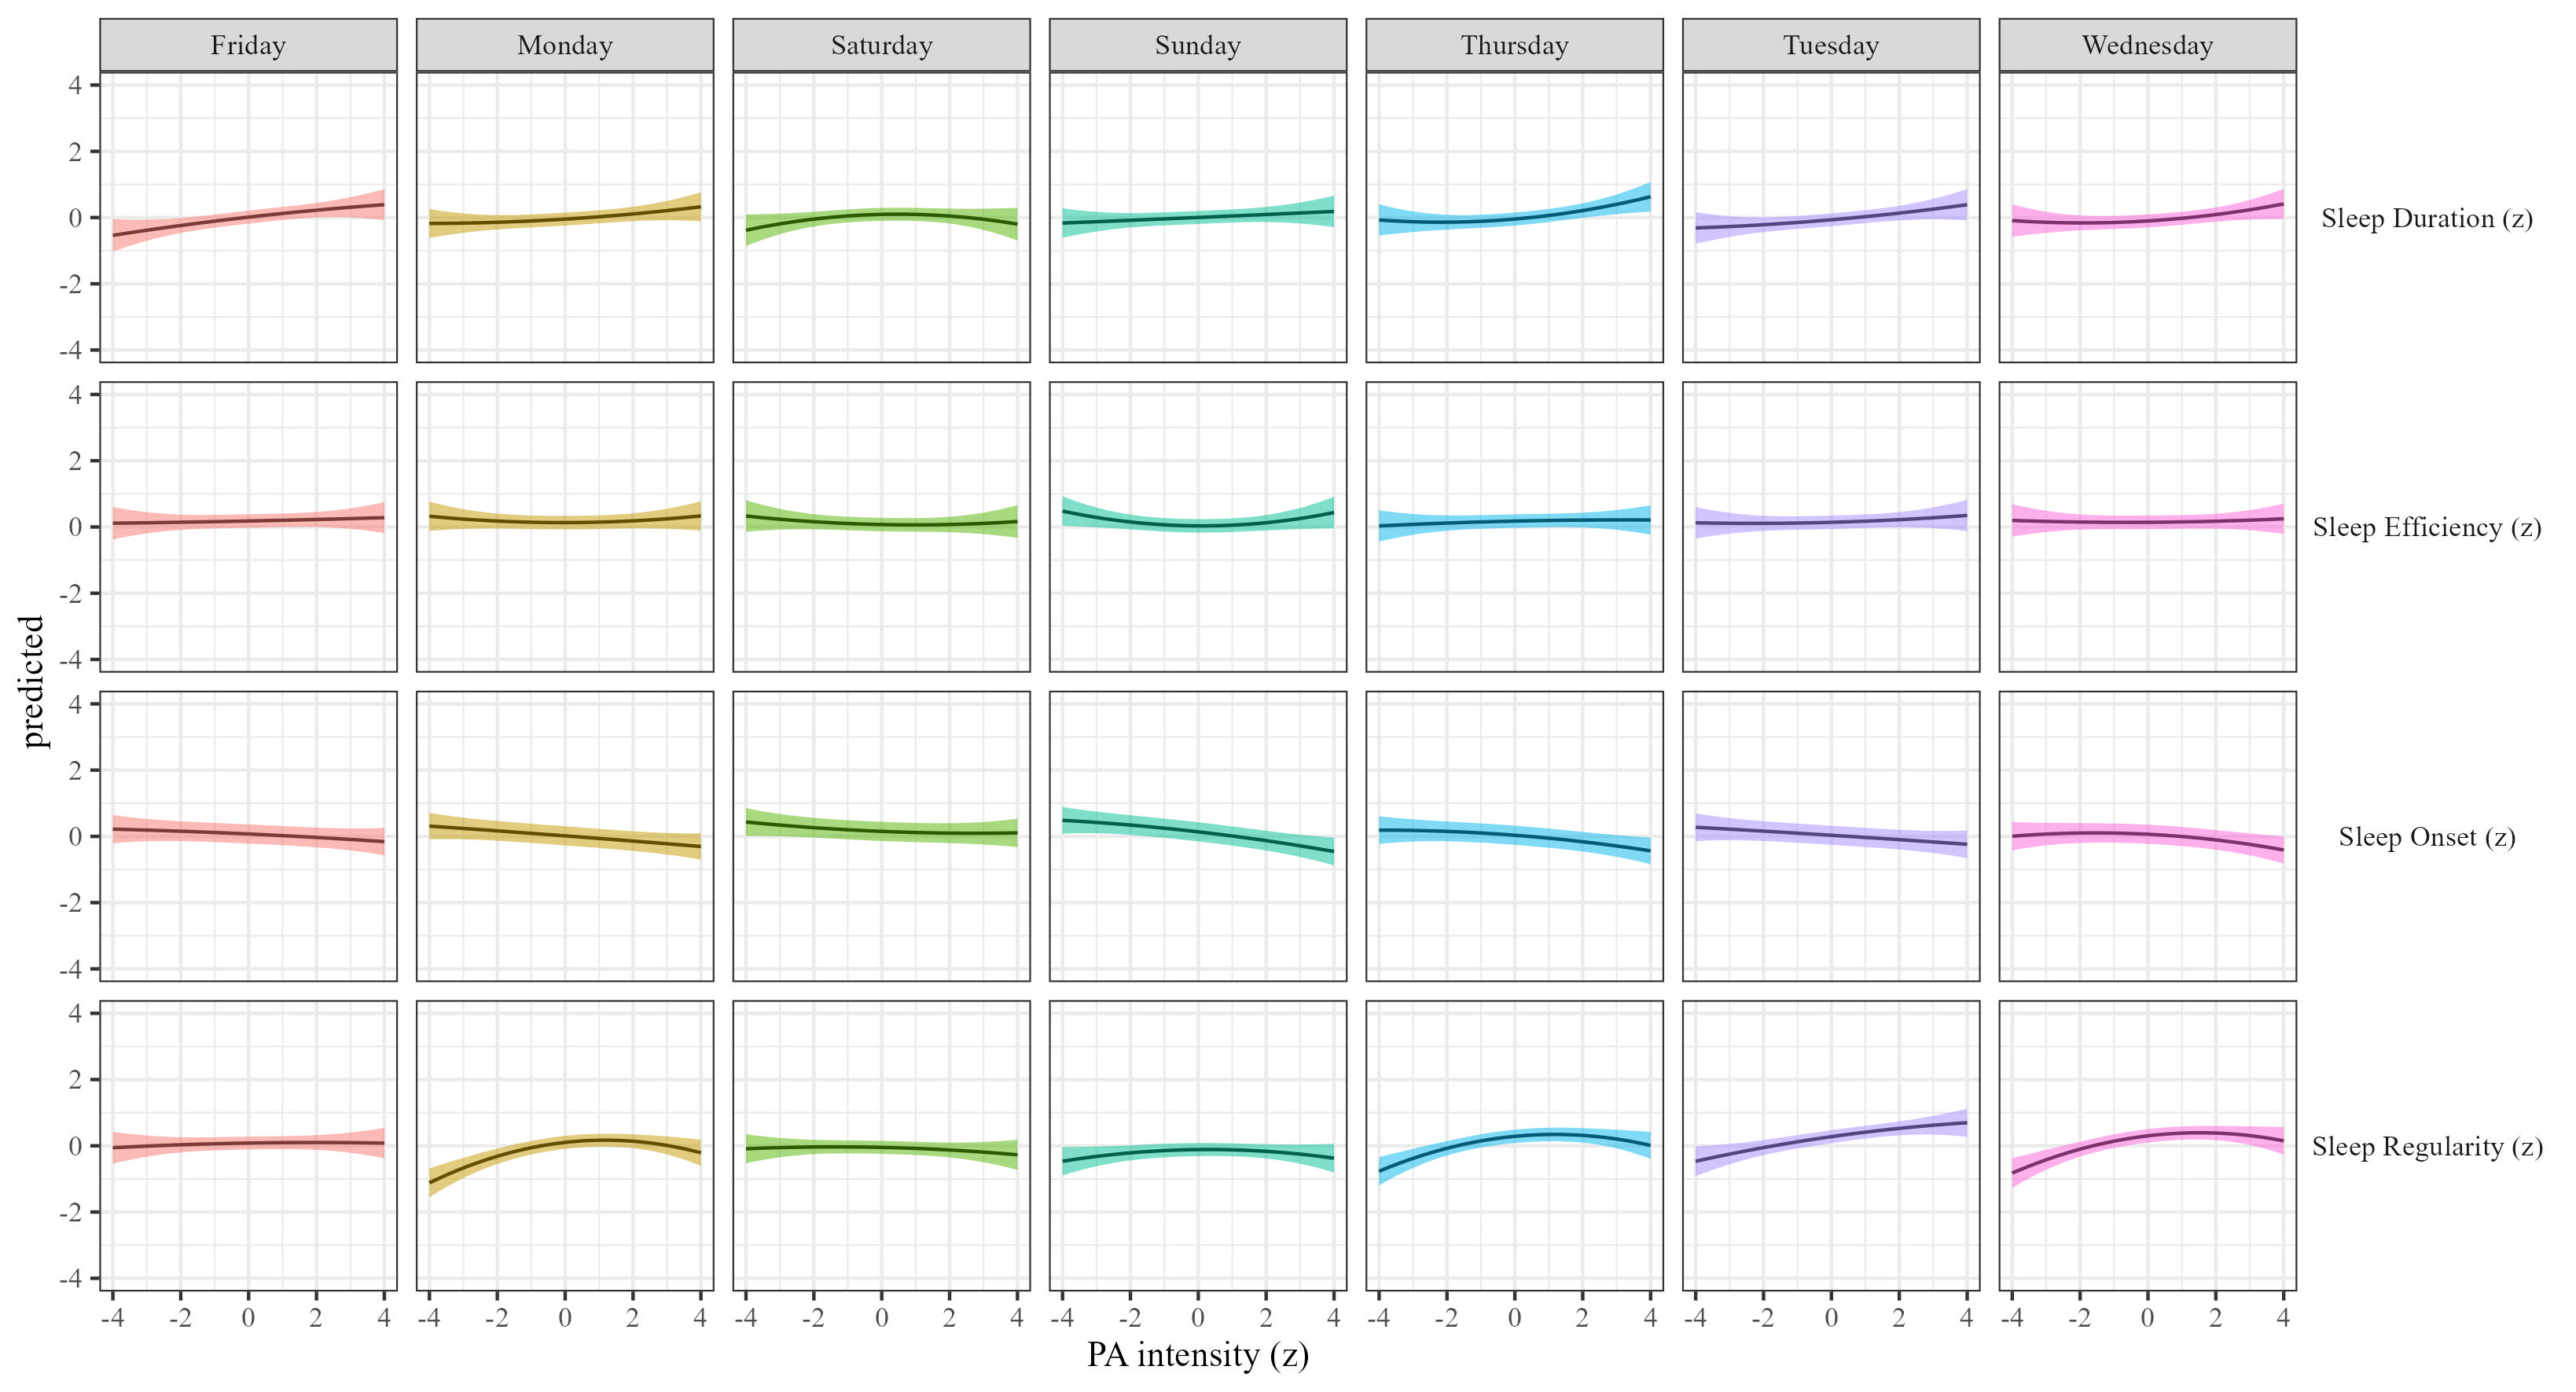 Friday Monday Saturday Sunday Thursday Tuesday Wednesday
4
2
0
-2
-4
Sleep Duration (z)
4
2
0
-2
-4
Sleep Efficiency (z)
predicted
4
2
0
-2
-4
Sleep Onset (z)
4
2
0
-2
-4
Sleep Regularity (z)
-4 -2 0 2 4 -4 -2 0 2 4 -4 -2 0 2 4 -4 -2 0 2 4 -4 -2 0 2 4 -4 -2 0 2 4 -4 -2 0 2 4
PA intensity (z)